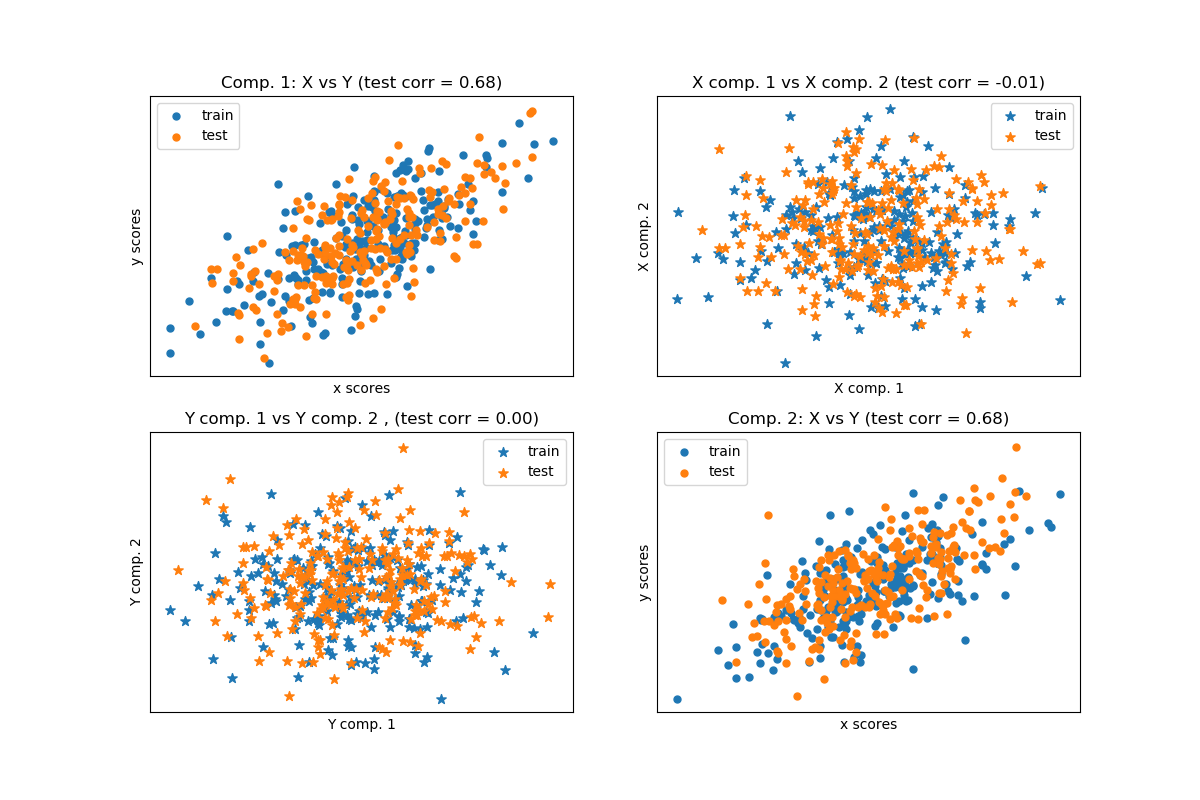 Comp. 1: X vs Y (test corr = 0.68)
train
test
y scores
x scores
X comp. 1 vs X comp. 2 (test corr = -0.01)
train
test
X comp. 2
X comp. 1
Y comp. 1 vs Y comp. 2 , (test corr = 0.00)
train
test
Y comp. 2
Y comp. 1
Comp. 2: X vs Y (test corr = 0.68)
train
test
y scores
x scores